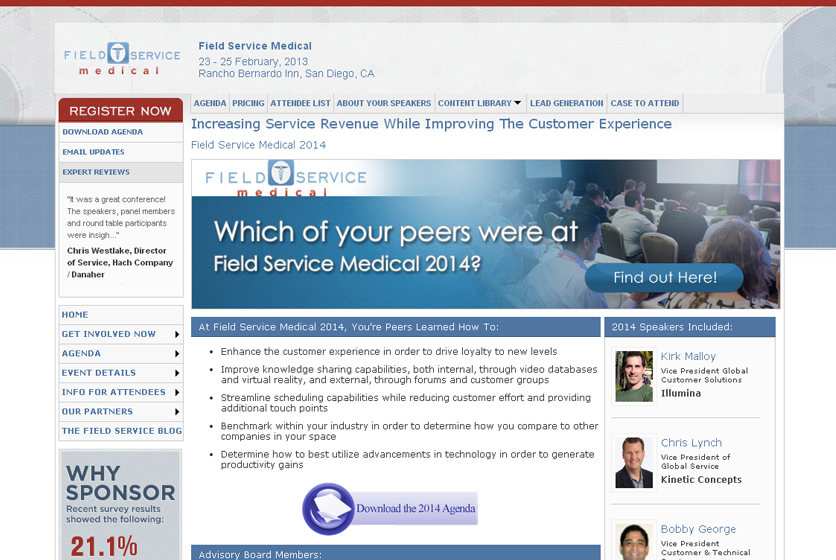 FIELD SERVICE
medical
Field Service Medical
23 - 25 February, 2013
Rancho Bernardo Inn, San Diego, CA
REGISTER NOW
DOWNLOAD AGENDA
EMAIL UPDATES
EXPERT REVIEWS
"It was a great conference!
The speakers, panel members
and round table participants
were insigh..."
Chris Westlake, Director
of Service, Hach Company
/ Danaher
HOME
GET INVOLVED NOW
AGENDA
EVENT DETAILS
INFO FOR ATTENDEES
OUR PARTNERS
THE FIELD SERVICE BLOG
WHY
SPONSOR
Recent survey results
showed the following:
21.1%
AGENDA PRICING ATTENDEE LIST ABOUT YOUR SPEAKERS CONTENT LIBRARY LEAD GENERATION CASE TO ATTEND
Increasing Service Revenue While Improving The Customer Experience
Field Service Medical 2014
FIELD SERVICE
medical
Which of your peers were at
Field Service Medical 2014?
Find out Here!
At Field Service Medical 2014, You're Peers Learned How To:
• Enhance the customer experience in order to drive loyalty to new levels
• Improve knowledge sharing capabilities, both internal, through video databases
and virtual reality, and external, through forums and customer groups
• Streamline scheduling capabilities while reducing customer effort and providing
additional touch points
• Benchmark within your industry in order to determine how you compare to other
companies in your space
• Determine how to best utilize advancements in technology in order to generate
productivity gains
Download the 2014 Agenda
Advisory Board Members:
2014 Speakers Included:
Kirk Malloy
Vice President Global
Customer Solutions
Illumina
Chris Lynch
Vice President of
Global Service
Kinetic Concepts
Bobby George
Vice President
Customer & Technical